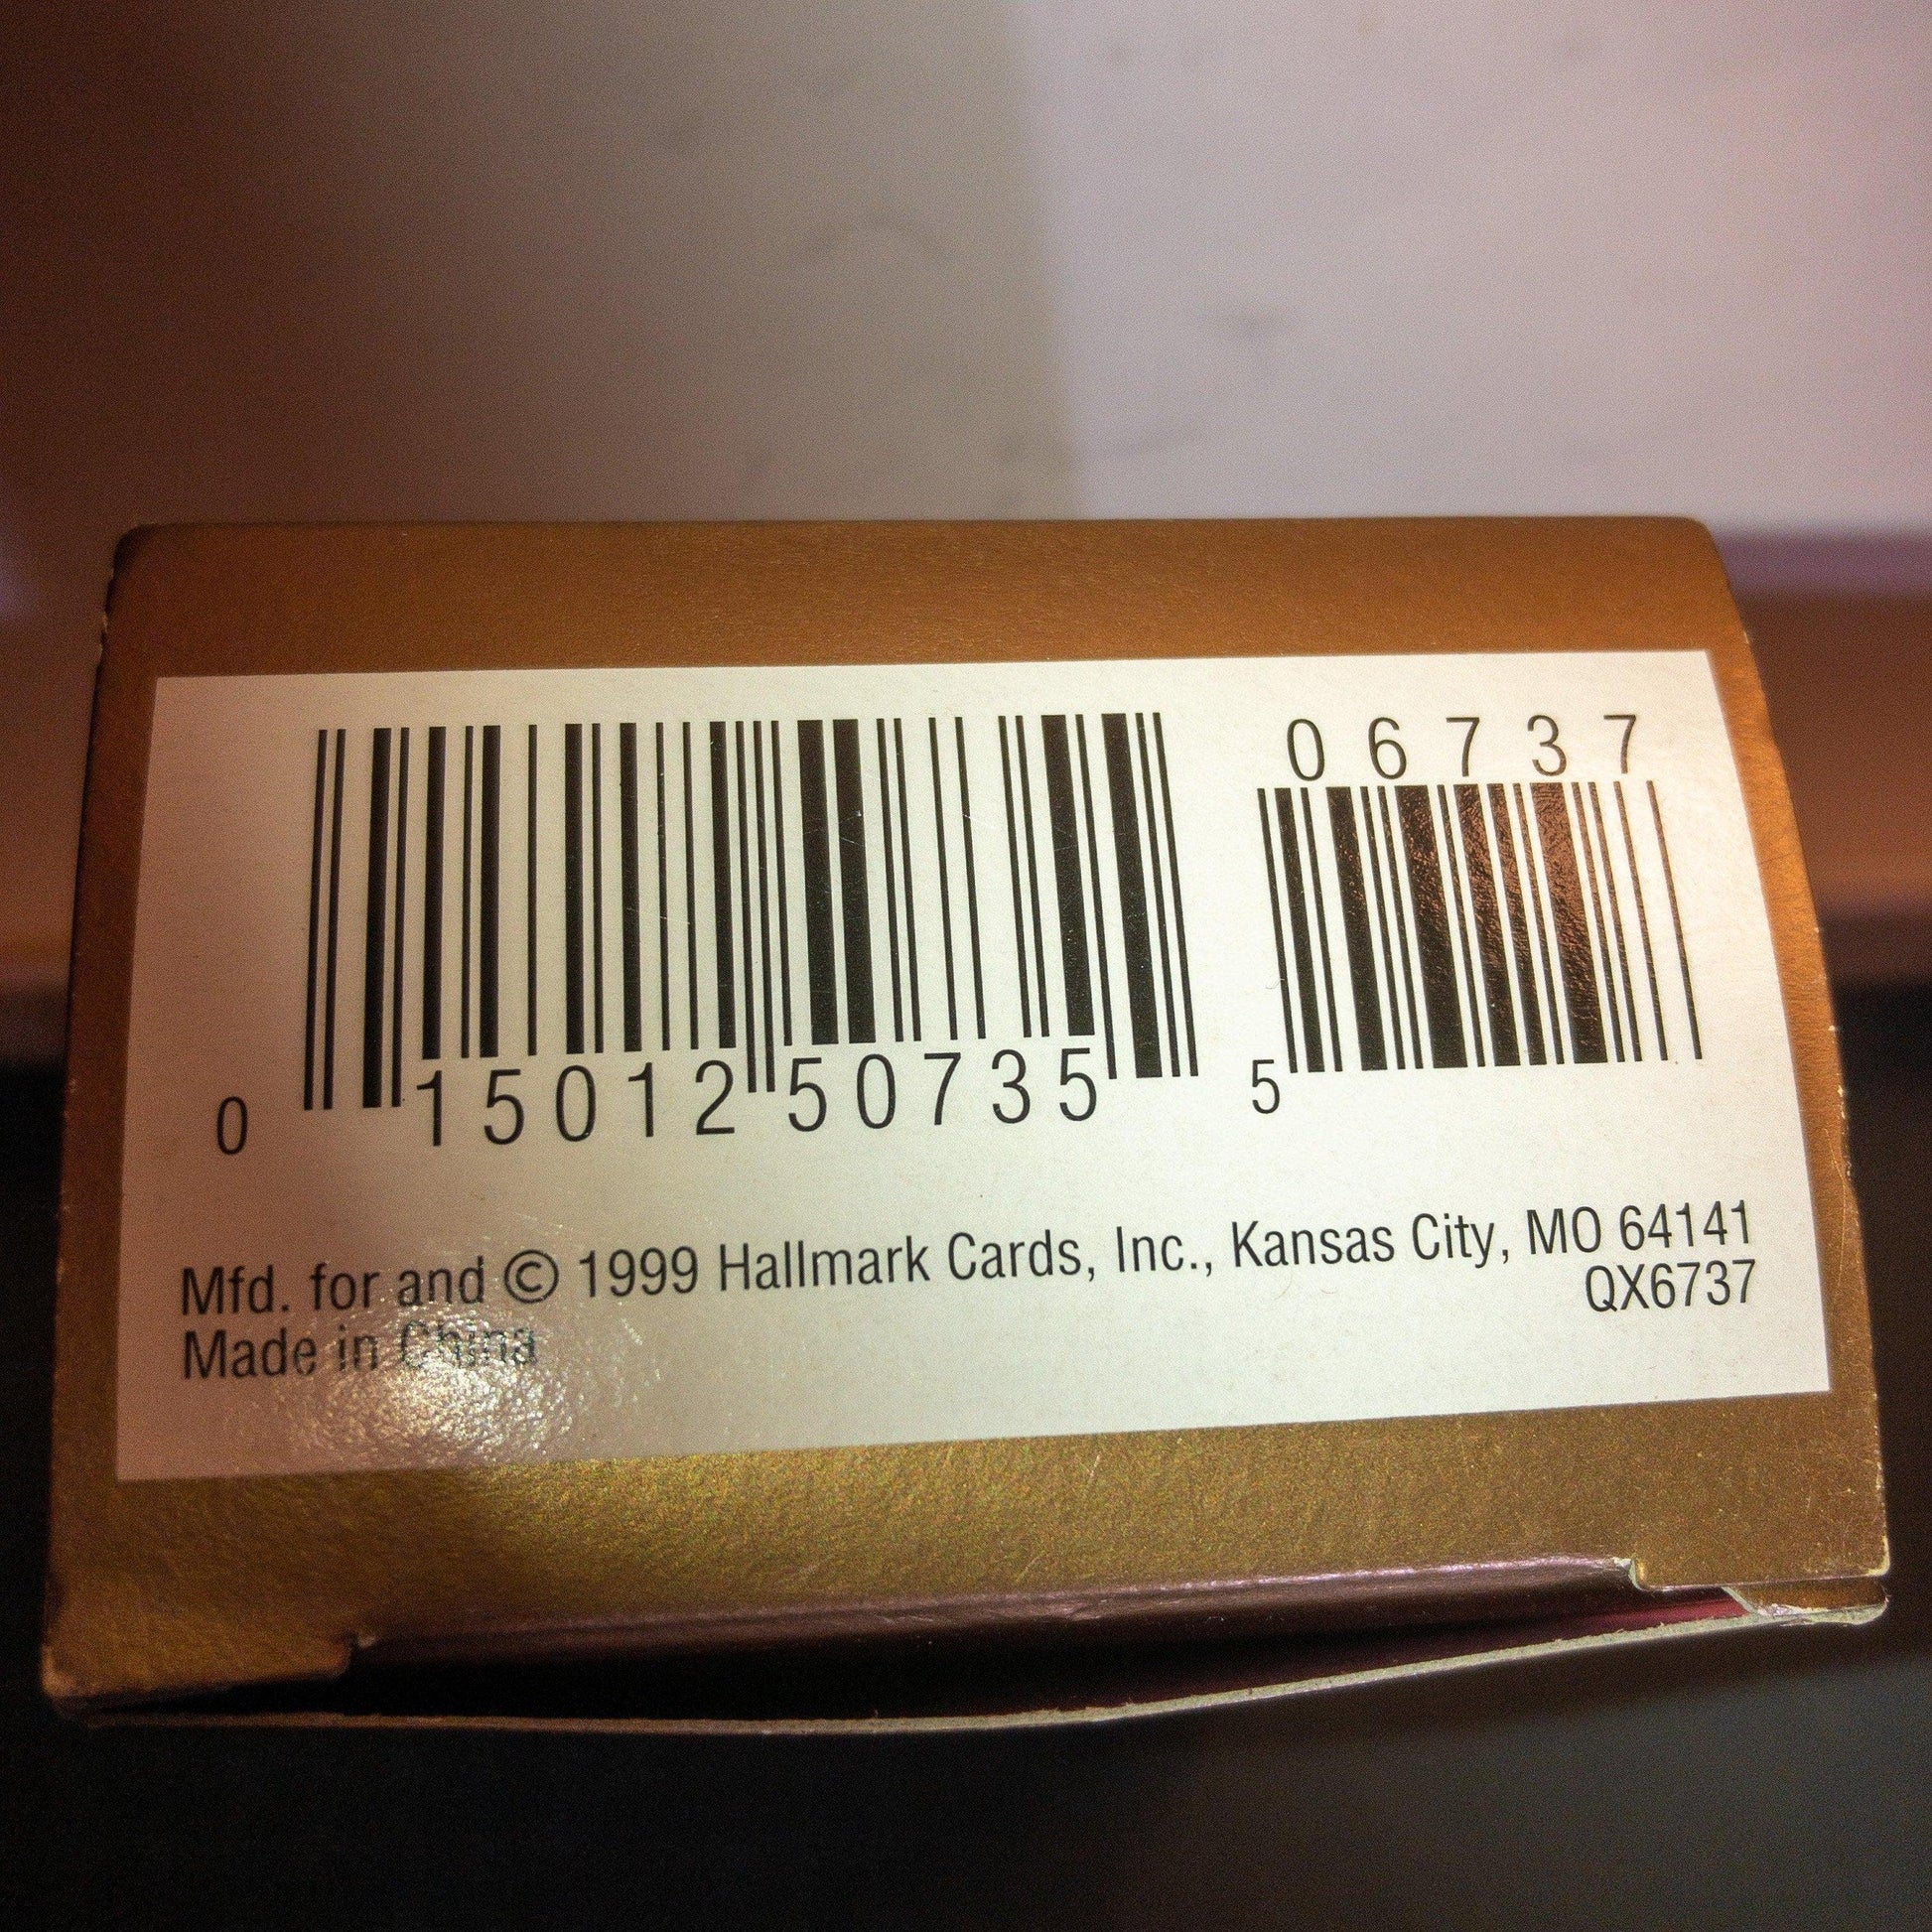 06737
0 15012 50735 5
Mfd. for and © 1999 Hallmark Cards, Inc., Kansas City, MO 64141
QX6737
Made in China